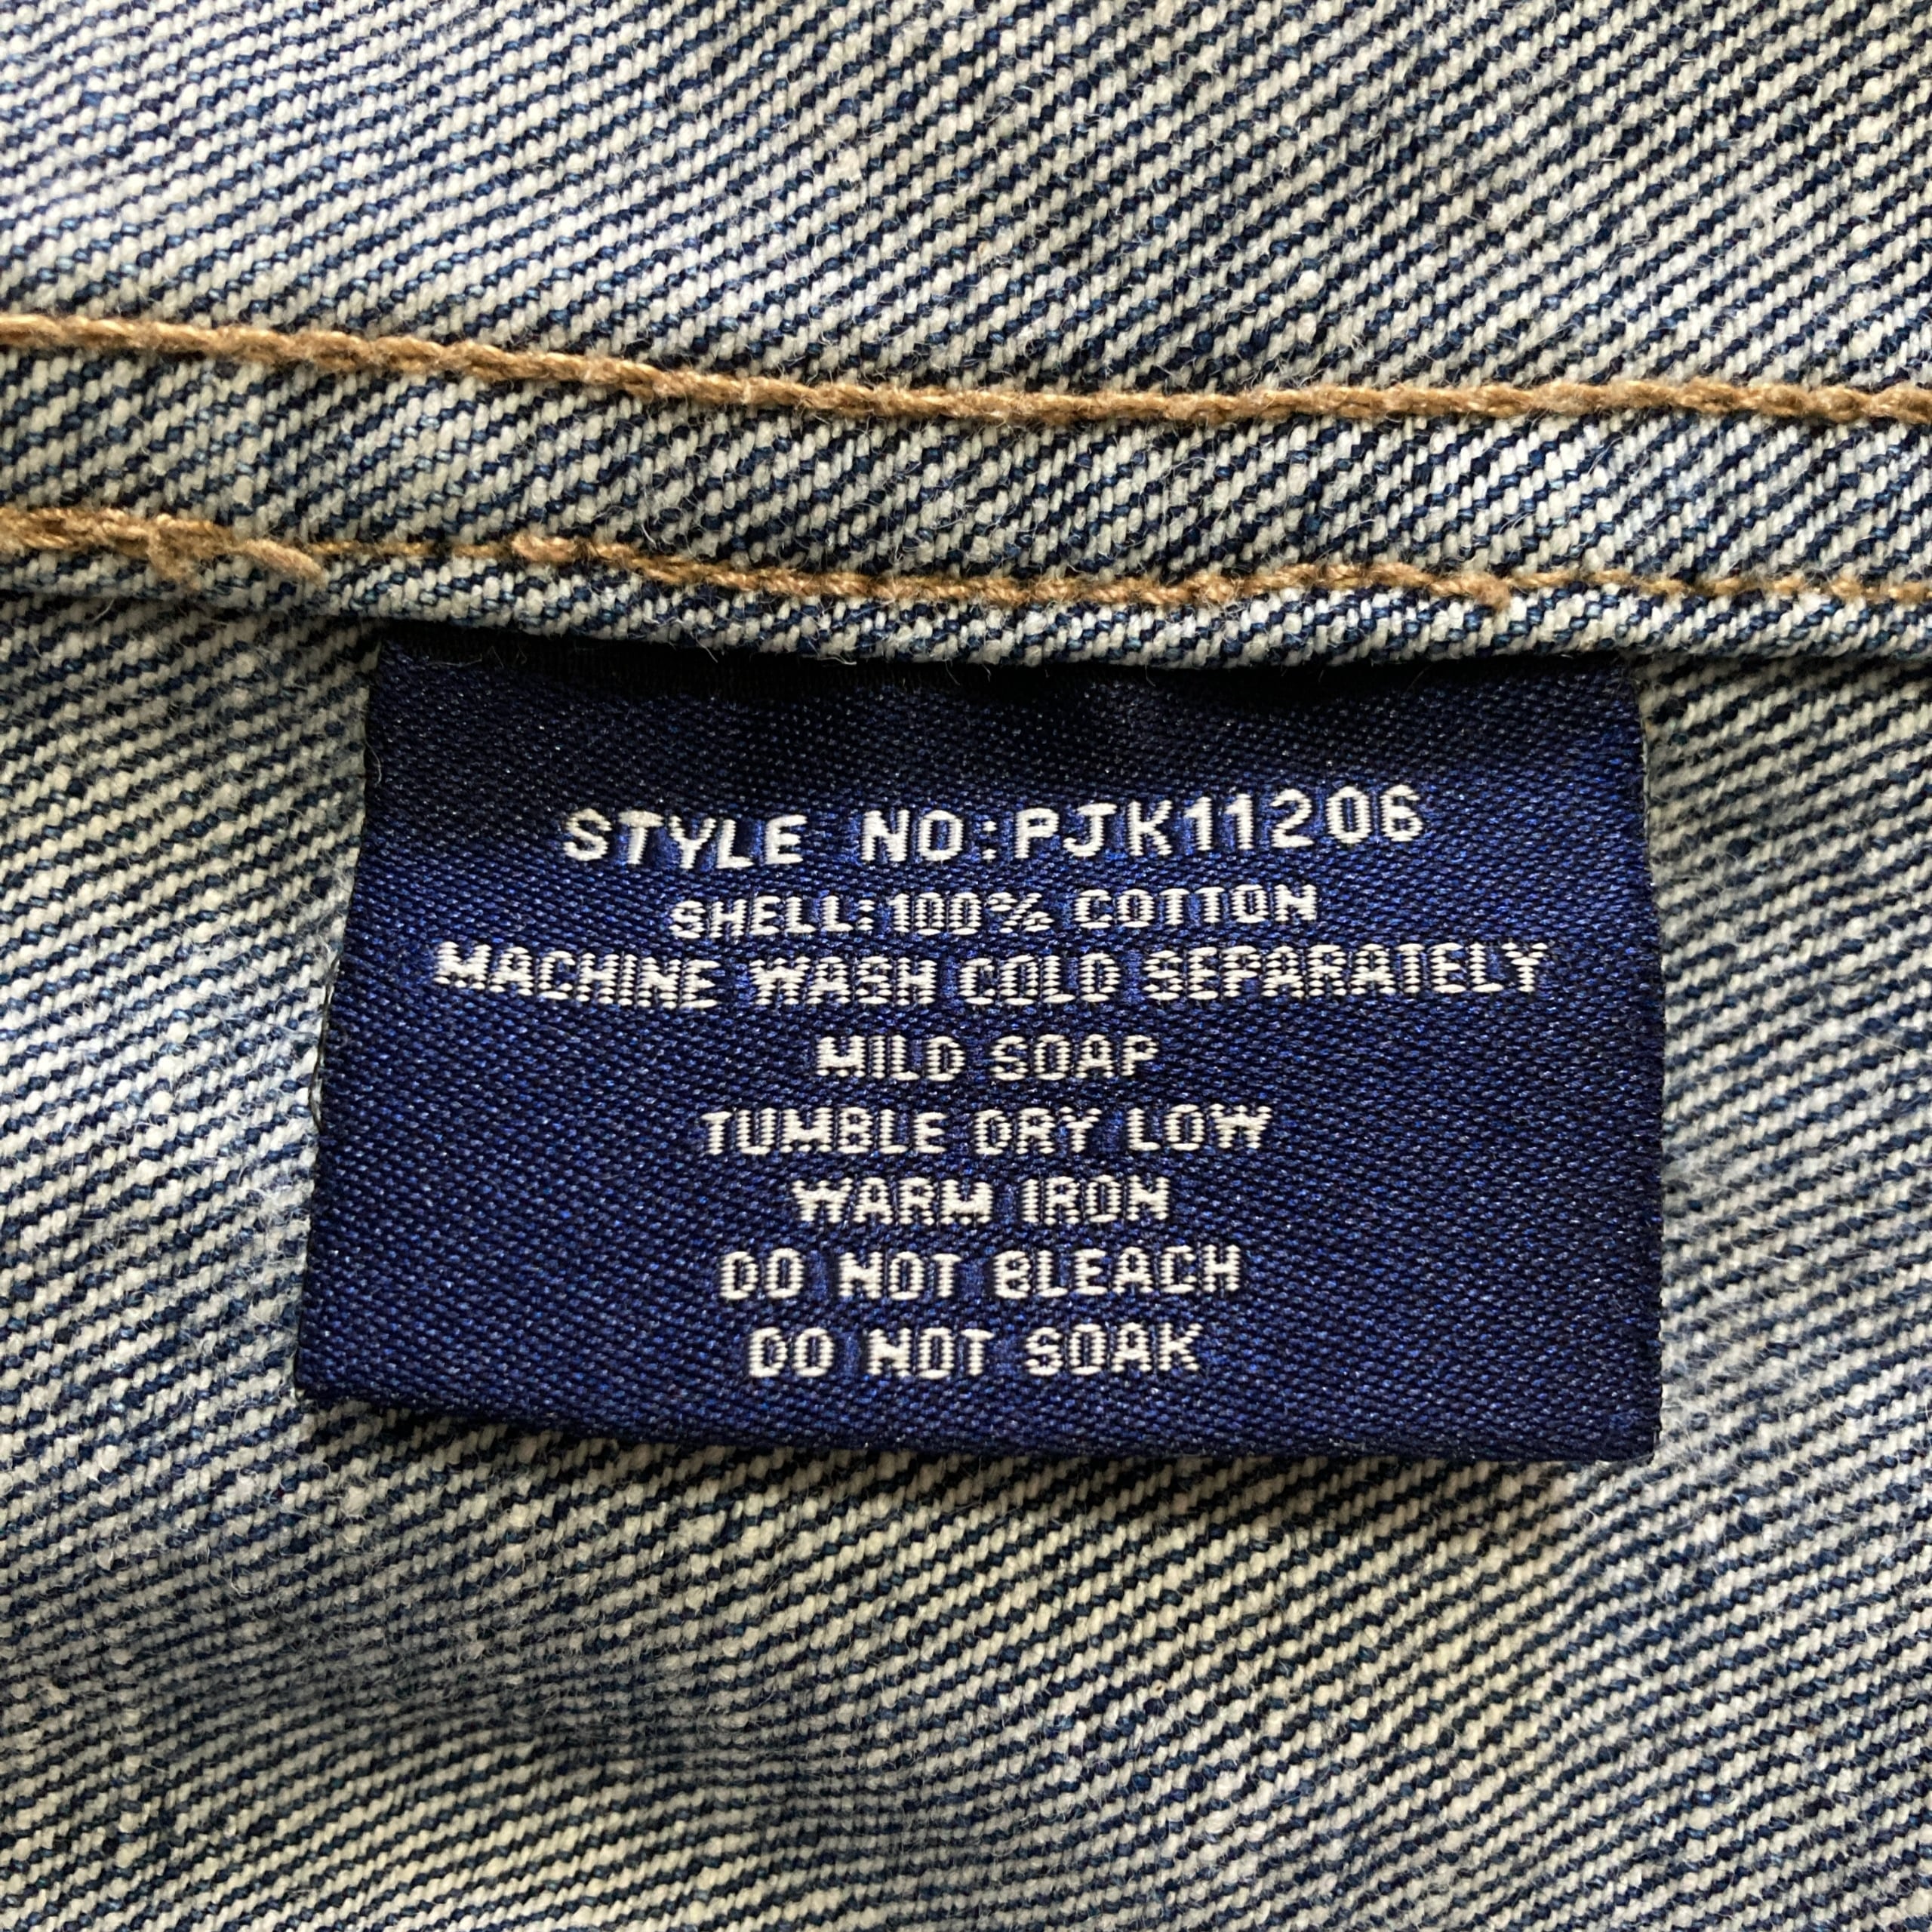 STYLE NO:PJK11206
SHELL:100% COTTON
MACHINE WASH COLD SEPARATELY
MILD SOAP
TUMBLE DRY LOW
WARM IRON
DO NOT BLEACH
DO NOT SOAK